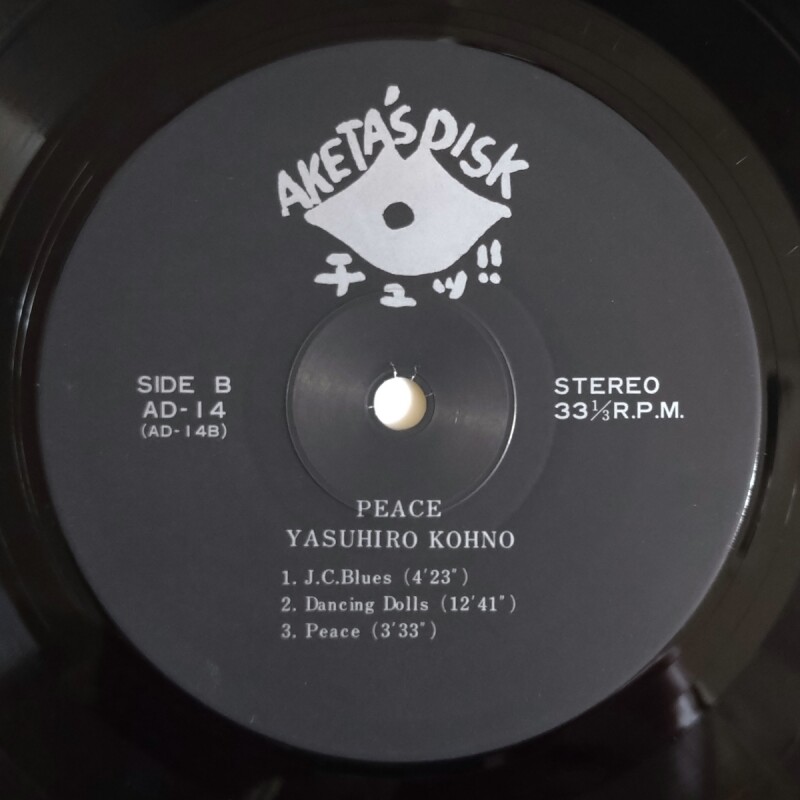 AKETA'S DISK
チュッ!!
SIDE B
AD-14
(AD-14B)
STEREO
33⅓R.P.M.
PEACE
YASUHIRO KOHNO
1. J.C.Blues (4'23")
2. Dancing Dolls (12'41")
3. Peace (3'33")